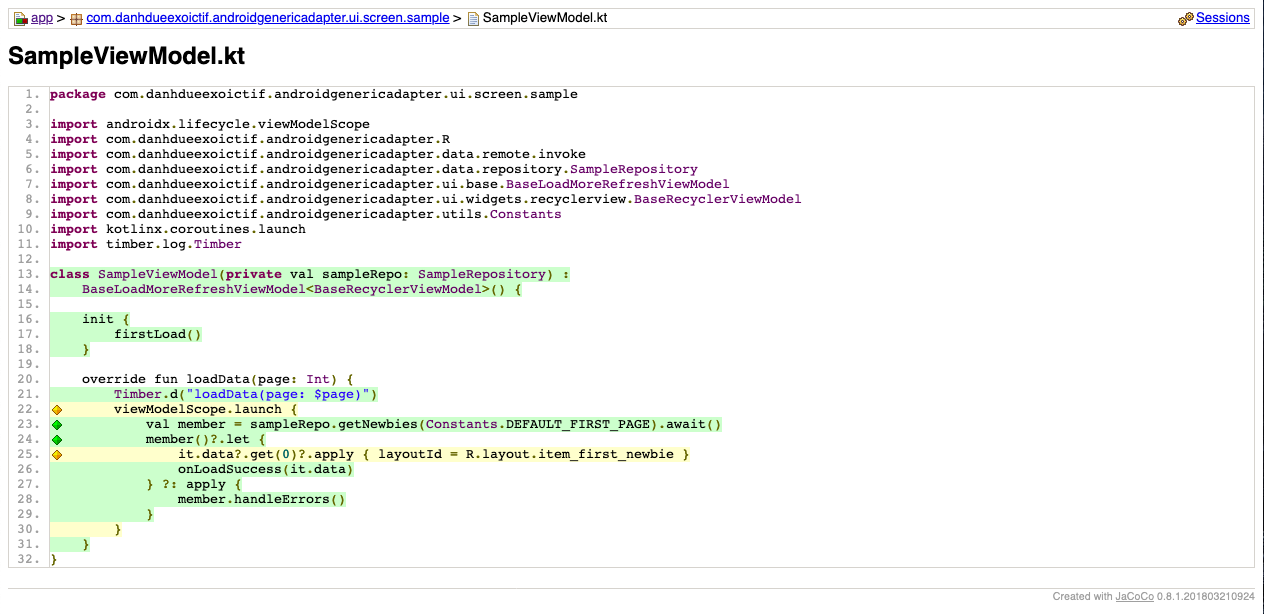 app > com.danhdueexoictif.androidgenericadapter.ui.screen.sample > SampleViewModel.kt Sessions
SampleViewModel.kt
1. package com.danhdueexoictif.androidgenericadapter.ui.screen.sample
2.
3. import androidx.lifecycle.viewModelScope
4. import com.danhdueexoictif.androidgenericadapter.R
5. import com.danhdueexoictif.androidgenericadapter.data.remote.invoke
6. import com.danhdueexoictif.androidgenericadapter.data.repository.SampleRepository
7. import com.danhdueexoictif.androidgenericadapter.ui.base.BaseLoadMoreRefreshViewModel
8. import com.danhdueexoictif.androidgenericadapter.ui.widgets.recyclerview.BaseRecyclerViewModel
9. import com.danhdueexoictif.androidgenericadapter.utils.Constants
10. import kotlinx.coroutines.launch
11. import timber.log.Timber
12.
13. class SampleViewModel(private val sampleRepo: SampleRepository) :
14.     BaseLoadMoreRefreshViewModel<BaseRecyclerViewModel>() {
15.
16.     init {
17.         firstLoad()
18.     }
19.
20.     override fun loadData(page: Int) {
21.         Timber.d("loadData(page: $page)")
22.         viewModelScope.launch {
23.             val member = sampleRepo.getNewbies(Constants.DEFAULT_FIRST_PAGE).await()
24.             member()?.let {
25.                 it.data?.get(0)?.apply { layoutId = R.layout.item_first_newbie }
26.                 onLoadSuccess(it.data)
27.             } ?: apply {
28.                 member.handleErrors()
29.             }
30.         }
31.     }
32. }
Created with JaCoCo 0.8.1.201803210924